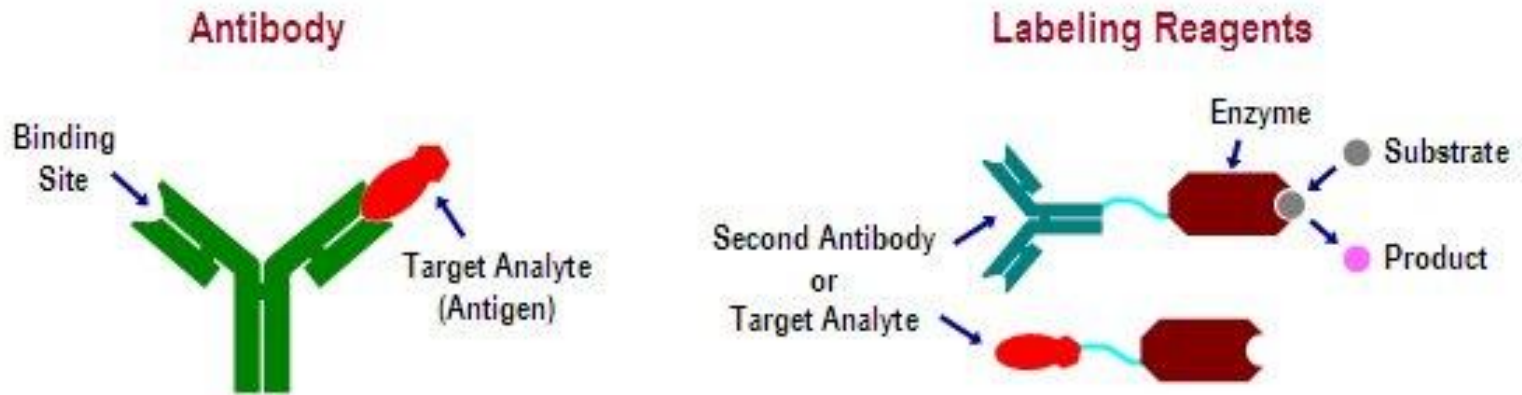 Antibody
Binding
Site
Target Analyte
(Antigen)
Labeling Reagents
Enzyme
Substrate
Product
Second Antibody
or
Target Analyte